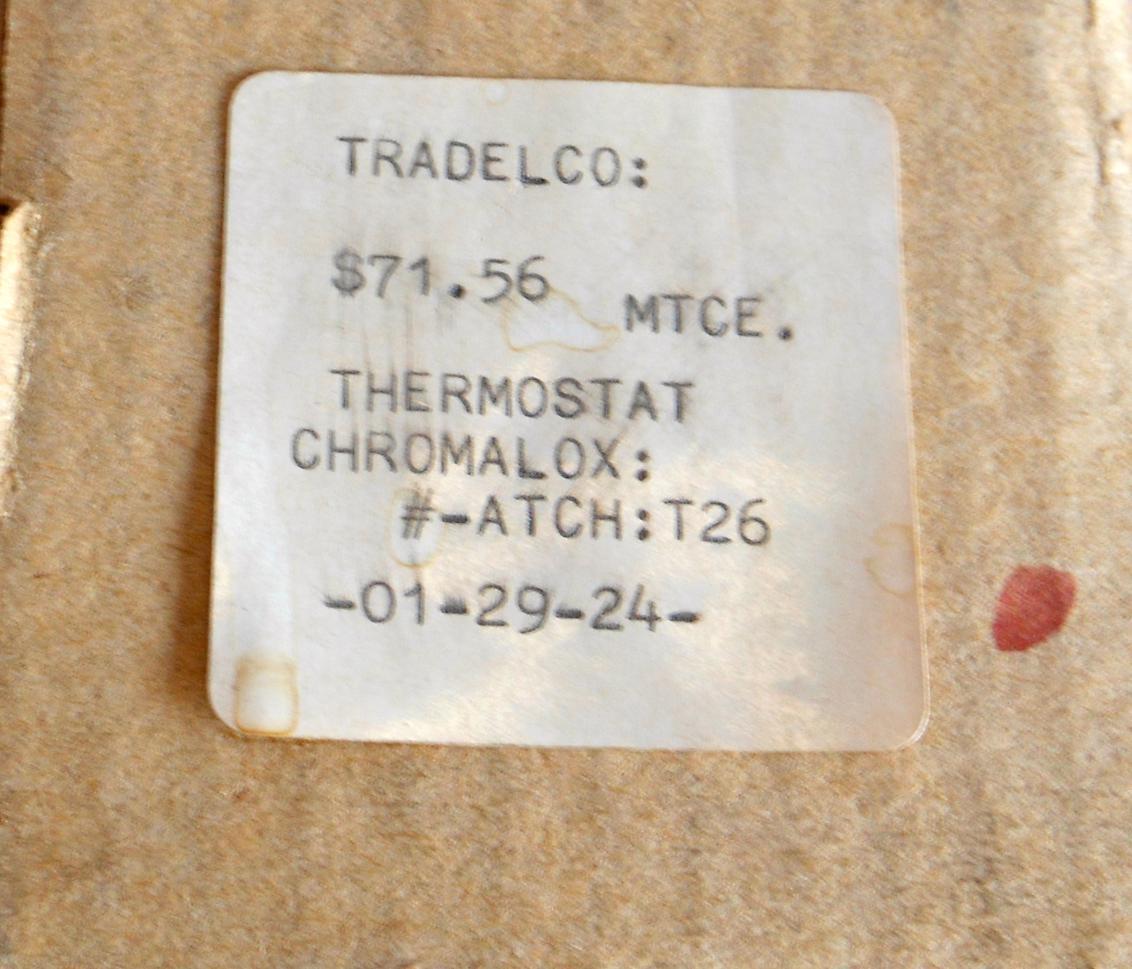 TRADELCO:
$71.56
MTCE.
THERMOSTAT
CHROMALOX:
#-ATCH:T26
-01-29-24-